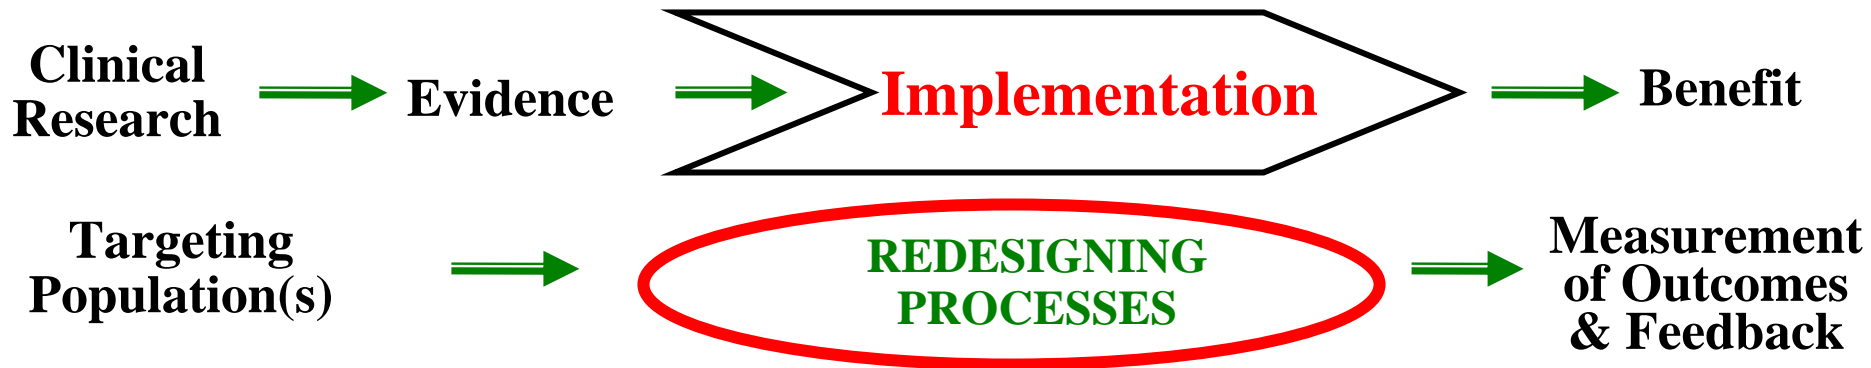 Clinical
Research
Evidence
Implementation
Benefit
Targeting
Population(s)
REDESIGNING
PROCESSES
Measurement
of Outcomes
& Feedback